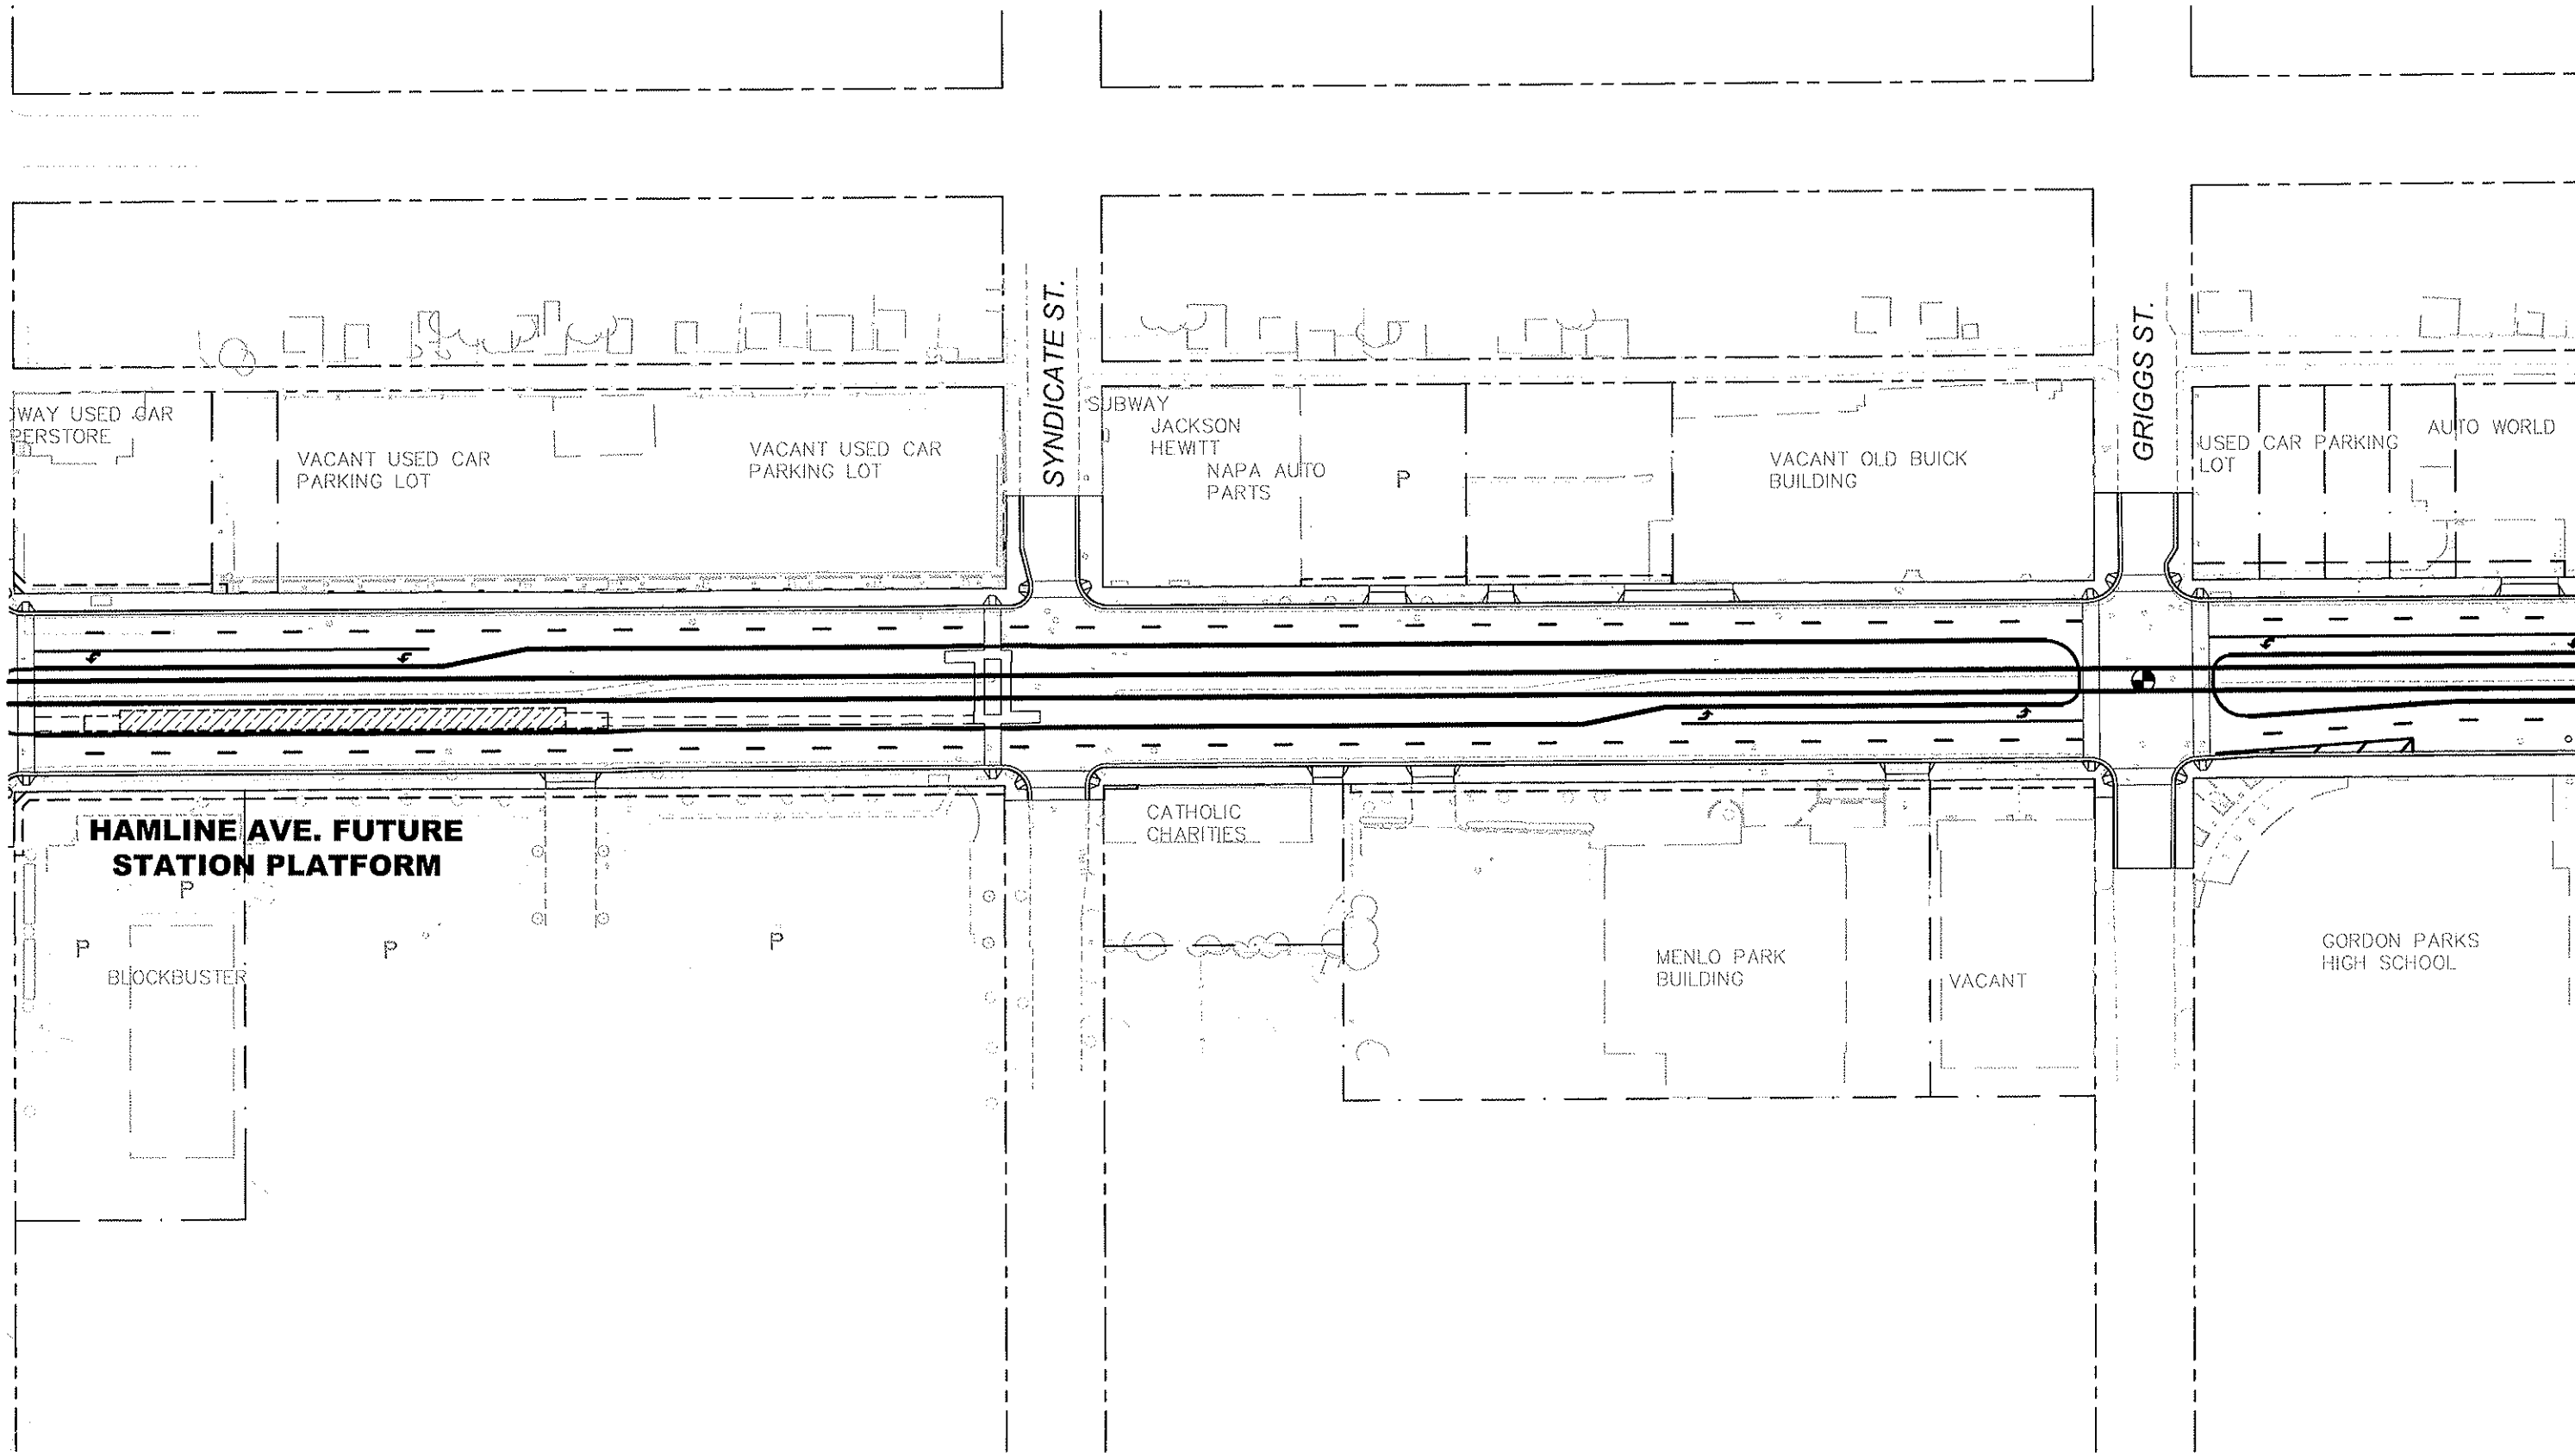 SYNDICATE ST.
GRIGGS ST.
WAY USED CAR
PERSTORE
VACANT USED CAR
PARKING LOT
VACANT USED CAR
PARKING LOT
SUBWAY
JACKSON
HEWITT
NAPA AUTO
PARTS
P
VACANT OLD BUICK
BUILDING
USED CAR PARKING
LOT
AUTO WORLD
HAMLINE AVE. FUTURE
STATION PLATFORM
P
P
P
P
BLOCKBUSTER
CATHOLIC
CHARITIES
MENLO PARK
BUILDING
VACANT
GORDON PARKS
HIGH SCHOOL